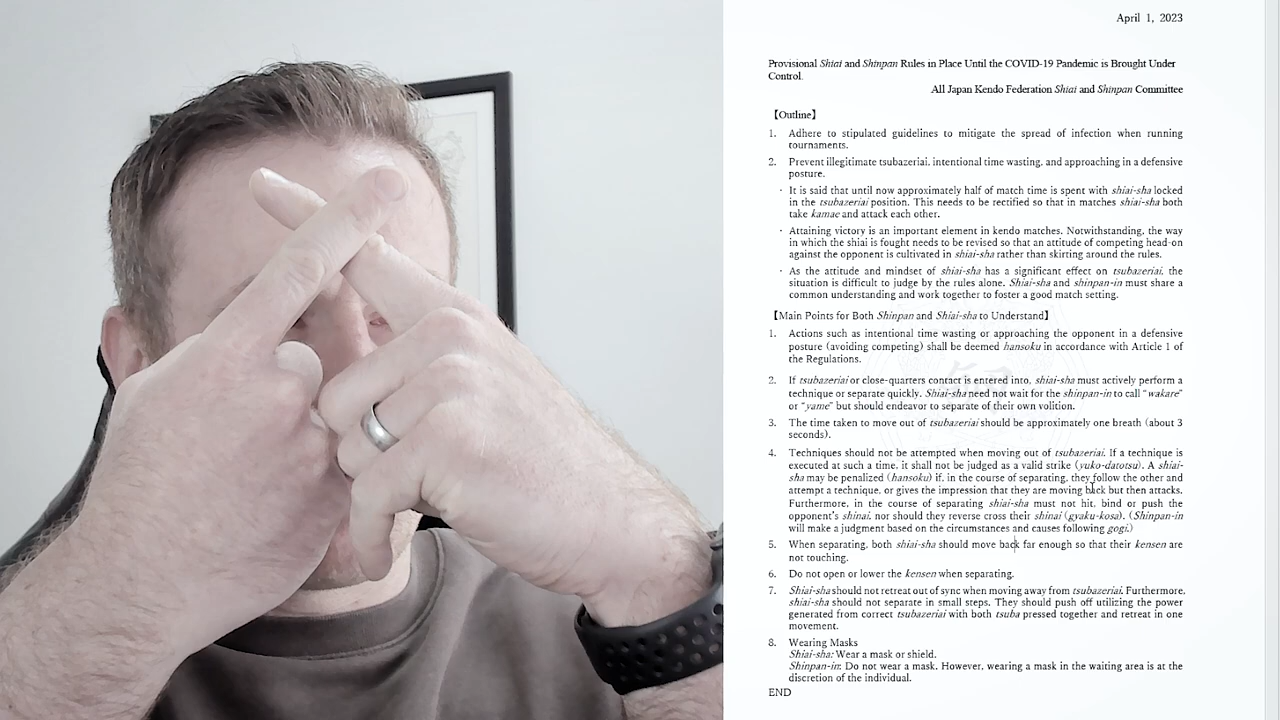 April 1, 2023
Provisional Shiai and Shinpan Rules in Place Until the COVID-19 Pandemic is Brought Under
Control.
All Japan Kendo Federation Shiai and Shinpan Committee
【Outline】
1. Adhere to stipulated guidelines to mitigate the spread of infection when running
tournaments.
2. Prevent illegitimate tsubazeriai, intentional time wasting, and approaching in a defensive
posture.
· It is said that until now approximately half of match time is spent with shiai-sha locked
in the tsubazeriai position. This needs to be rectified so that in matches shiai-sha both
take kamae and attack each other.
· Attaining victory is an important element in kendo matches. Notwithstanding, the way
in which the shiai is fought needs to be revised so that an attitude of competing head-on
against the opponent is cultivated in shiai-sha rather than skirting around the rules.
· As the attitude and mindset of shiai-sha has a significant effect on tsubazeriai, the
situation is difficult to judge by the rules alone. Shiai-sha and shinpan-in must share a
common understanding and work together to foster a good match setting.
【Main Points for Both Shinpan and Shiai-sha to Understand】
1. Actions such as intentional time wasting or approaching the opponent in a defensive
posture (avoiding competing) shall be deemed hansoku in accordance with Article 1 of
the Regulations.
2. If tsubazeriai or close-quarters contact is entered into, shiai-sha must actively perform a
technique or separate quickly. Shiai-sha need not wait for the shinpan-in to call "wakare"
or "yame" but should endeavor to separate of their own volition.
3. The time taken to move out of tsubazeriai should be approximately one breath (about 3
seconds).
4. Techniques should not be attempted when moving out of tsubazeriai. If a technique is
executed at such a time, it shall not be judged as a valid strike (yuko-datotsu). A shiai-
sha may be penalized (hansoku) if, in the course of separating, they follow the other and
attempt a technique, or gives the impression that they are moving back but then attacks.
Furthermore, in the course of separating shiai-sha must not hit, bind or push the
opponent's shinai, nor should they reverse cross their shinai (gyaku-kosa). (Shinpan-in
will make a judgment based on the circumstances and causes following gogi.)
5. When separating, both shiai-sha should move back far enough so that their kensen are
not touching.
6. Do not open or lower the kensen when separating.
7. Shiai-sha should not retreat out of sync when moving away from tsubazeriai. Furthermore,
shiai-sha should not separate in small steps. They should push off utilizing the power
generated from correct tsubazeriai with both tsuba pressed together and retreat in one
movement.
8. Wearing Masks
Shiai-sha: Wear a mask or shield.
Shinpan-in: Do not wear a mask. However, wearing a mask in the waiting area is at the
discretion of the individual.
END